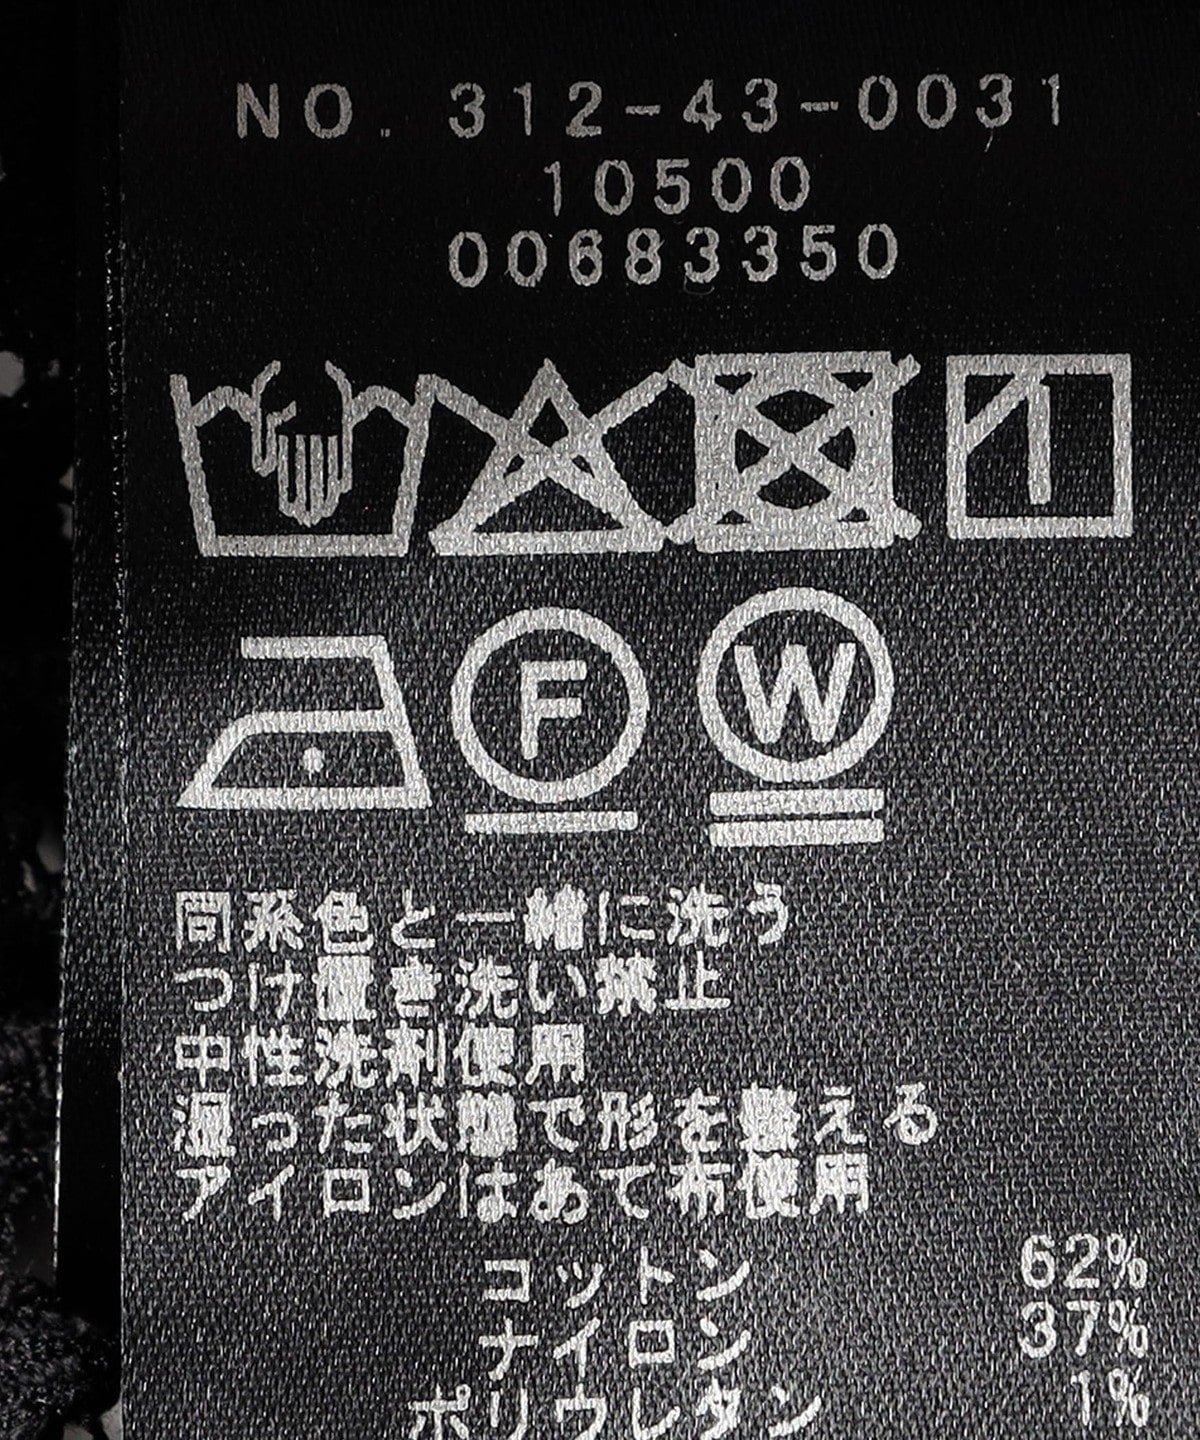 NO. 312-43-0031
10500
00683350
F
W
同系色と一緒に洗う
つけ置き洗い禁止
中性洗剤使用
湿った状態で形を整える
アイロンはあて布使用
コットン 62%
ナイロン 37%
ポリウレタン 1%